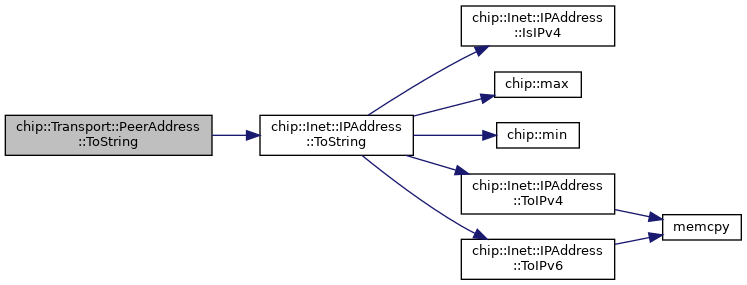 chip::Transport::PeerAddress
::ToString
chip::Inet::IPAddress
::ToString
chip::Inet::IPAddress
::IsIPv4
chip::max
chip::min
chip::Inet::IPAddress
::ToIPv4
chip::Inet::IPAddress
::ToIPv6
memcpy